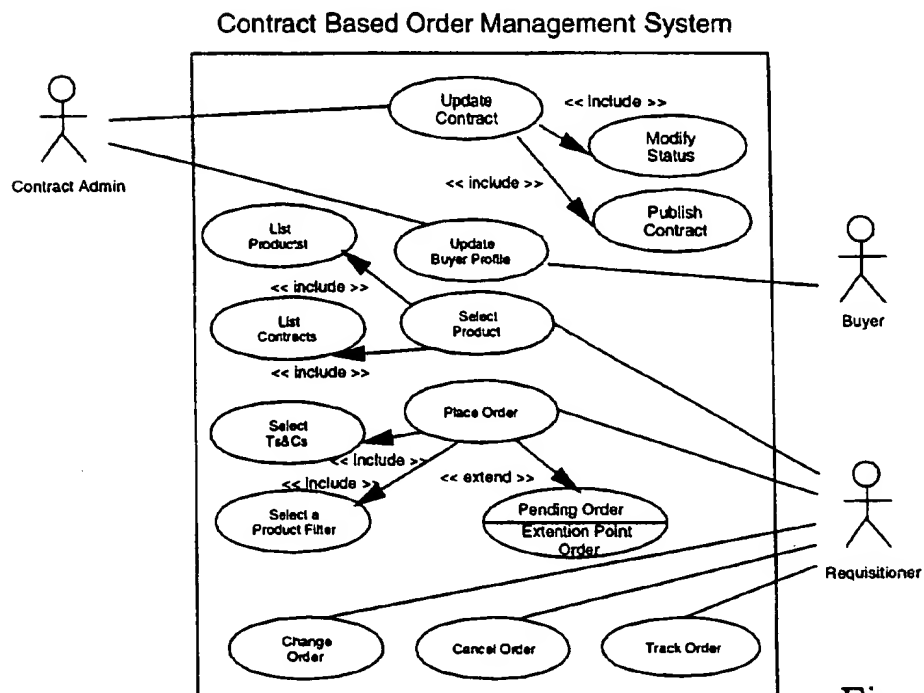 Contract Based Order Management System
Update
Contract
<< Include >>
Modify
Status
Contract Admin
<< include >>
Publish
Contract
List
Products!
Update
Buyer Profile
<< include >>
Buyer
List
Contracts
Select
Product
<< include >>
Place Order
Select
Ts&Cs
<< Include >>
<< Include >>
<< extend >>
Select a
Product Filter
Pending Order
Extention Point
Order
Requisitioner
Change
Order
Cancel Order
Track Order